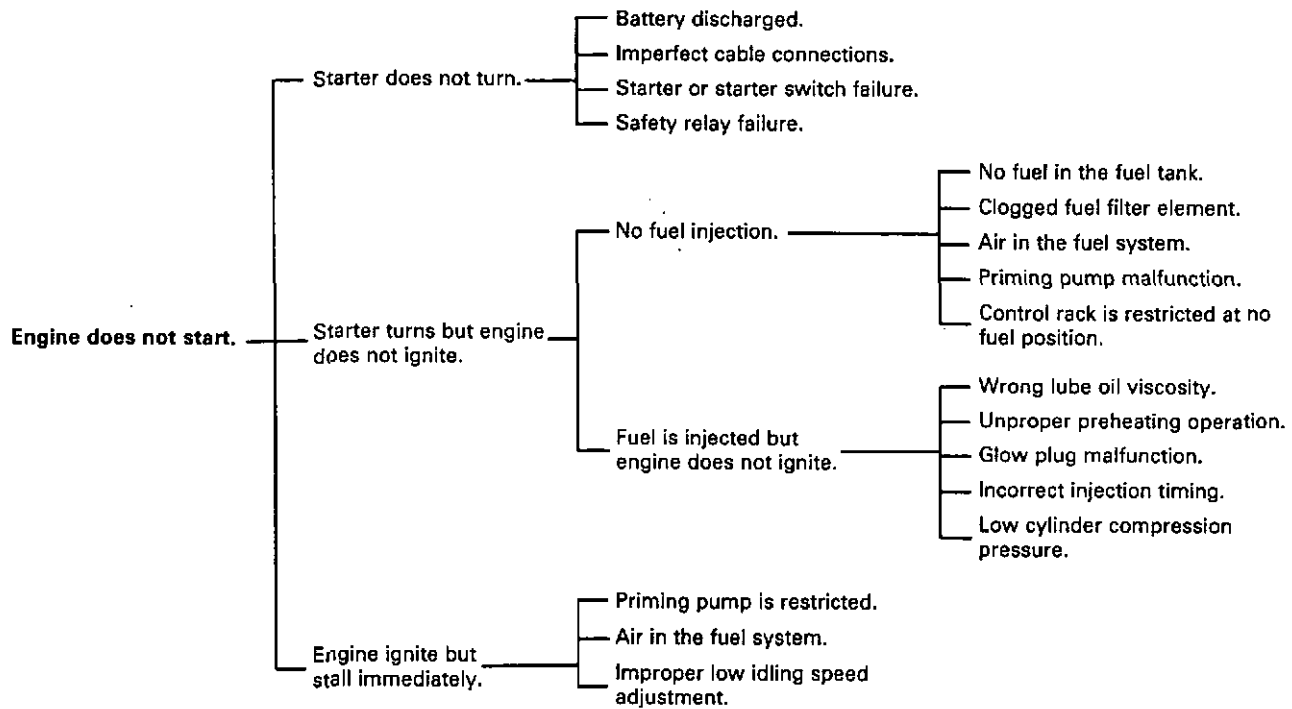 Engine does not start.
Starter does not turn.
Battery discharged.
Imperfect cable connections.
Starter or starter switch failure.
Safety relay failure.
Starter turns but engine
does not ignite.
No fuel injection.
No fuel in the fuel tank.
Clogged fuel filter element.
Air in the fuel system.
Priming pump malfunction.
Control rack is restricted at no
fuel position.
Fuel is injected but
engine does not ignite.
Wrong lube oil viscosity.
Unproper preheating operation.
Glow plug malfunction.
Incorrect injection timing.
Low cylinder compression
pressure.
Engine ignite but
stall immediately.
Priming pump is restricted.
Air in the fuel system.
Improper low idling speed
adjustment.